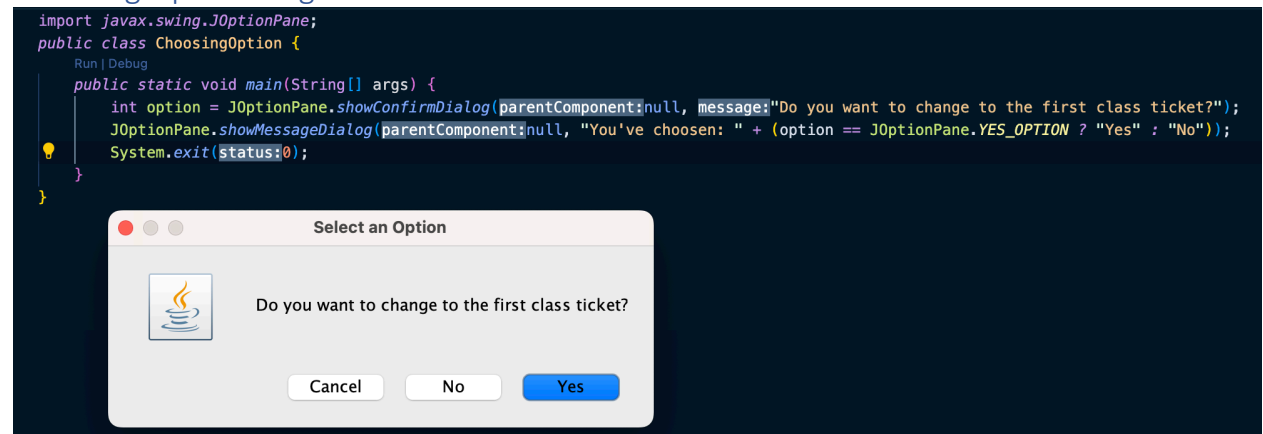 import javax.swing.JOptionPane;
public class ChoosingOption {
Run | Debug
public static void main(String[] args) {
int option = JOptionPane.showConfirmDialog(parentComponent:null, message:"Do you want to change to the first class ticket?");
JOptionPane.showMessageDialog(parentComponent:null, "You've choosen: " + (option == JOptionPane.YES_OPTION ? "Yes" : "No"));
System.exit(status:0);
}
}
Select an Option
Do you want to change to the first class ticket?
Cancel No Yes